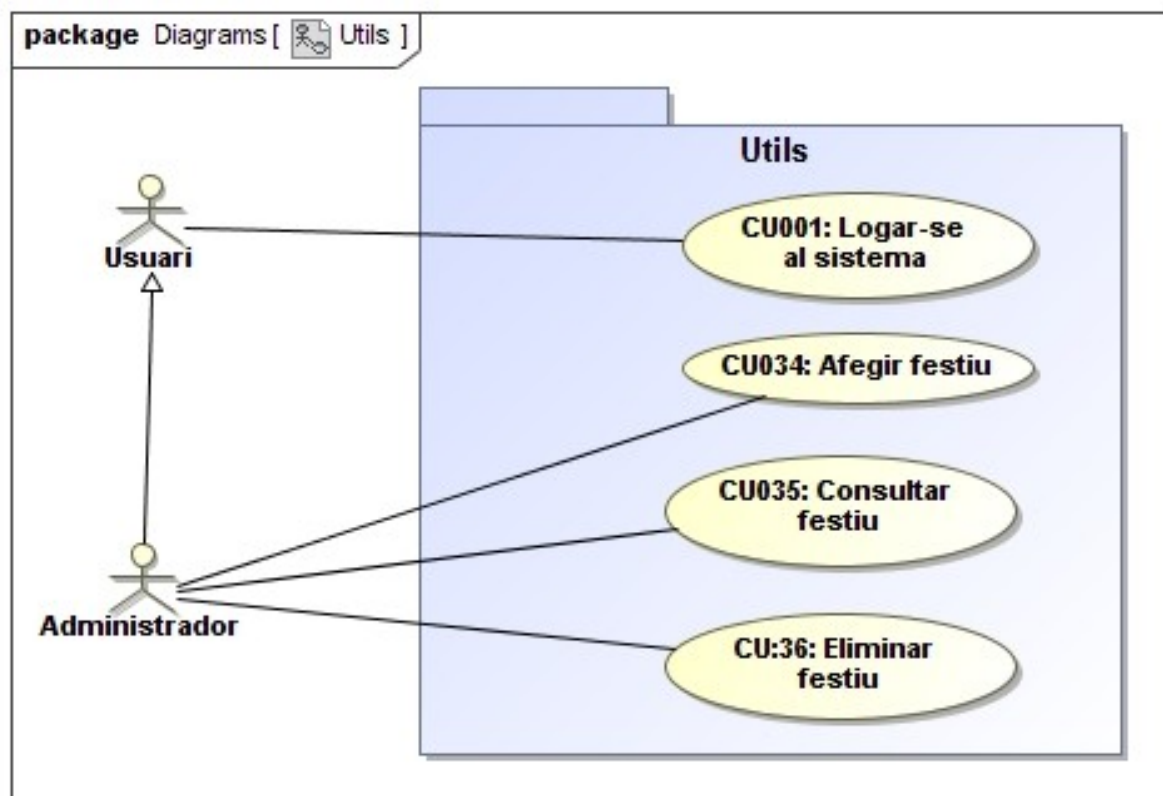 package Diagrams [ Utils ]
Utils
Usuari
CU001: Logar-se
al sistema
CU034: Afegir festiu
CU035: Consultar
festiu
Administrador
CU:36: Eliminar
festiu